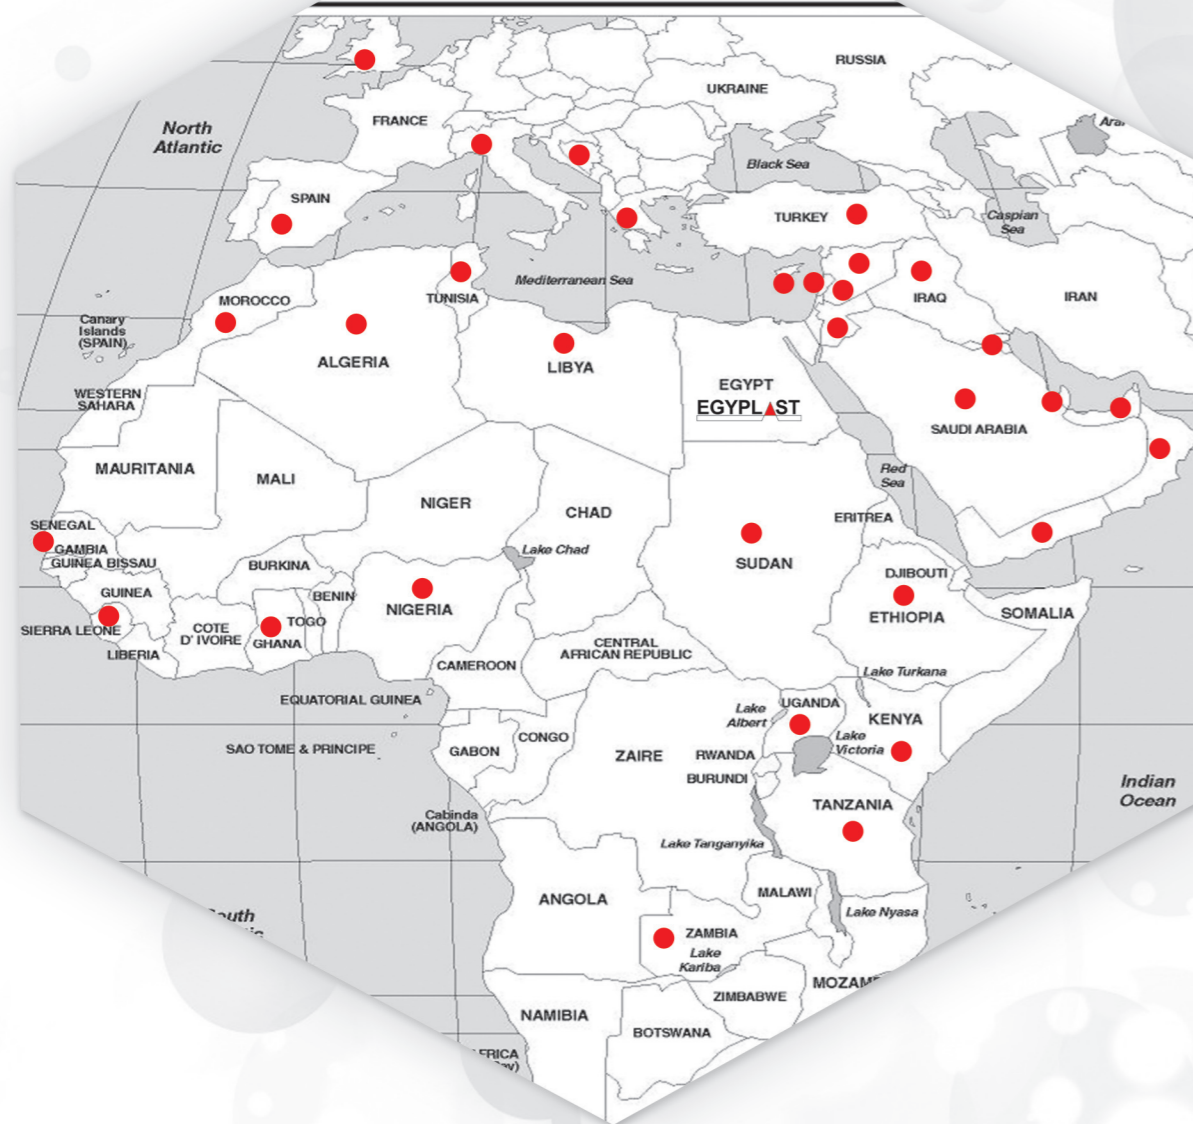 RUSSIA
UKRAINE
FRANCE
North
Atlantic
Black Sea
SPAIN
TURKEY
Caspian
Sea
Mediterranean Sea
MOROCCO
TUNISIA
IRAQ
IRAN
Canary
Islands
(SPAIN)
ALGERIA
LIBYA
EGYPT
EGYPLAST
WESTERN
SAHARA
SAUDI ARABIA
MAURITANIA
MALI
NIGER
CHAD
Red
Sea
ERITREA
SENEGAL
GAMBIA
GUINEA BISSAU
Lake Chad
SUDAN
BURKINA
DJIBOUTI
GUINEA
BENIN
NIGERIA
ETHIOPIA
SOMALIA
SIERRA LEONE
COTE
D' IVOIRE
TOGO
GHANA
LIBERIA
CENTRAL
AFRICAN REPUBLIC
CAMEROON
Lake Turkana
EQUATORIAL GUINEA
UGANDA
Lake
Albert
KENYA
SAO TOME & PRINCIPE
GABON
CONGO
ZAIRE
RWANDA
Lake
Victoria
BURUNDI
Indian
Ocean
TANZANIA
Cabinda
(ANGOLA)
Lake Tanganyika
ANGOLA
MALAWI
Lake Nyasa
ZAMBIA
Lake
Kariba
MOZAM
ZIMBABWE
NAMIBIA
BOTSWANA